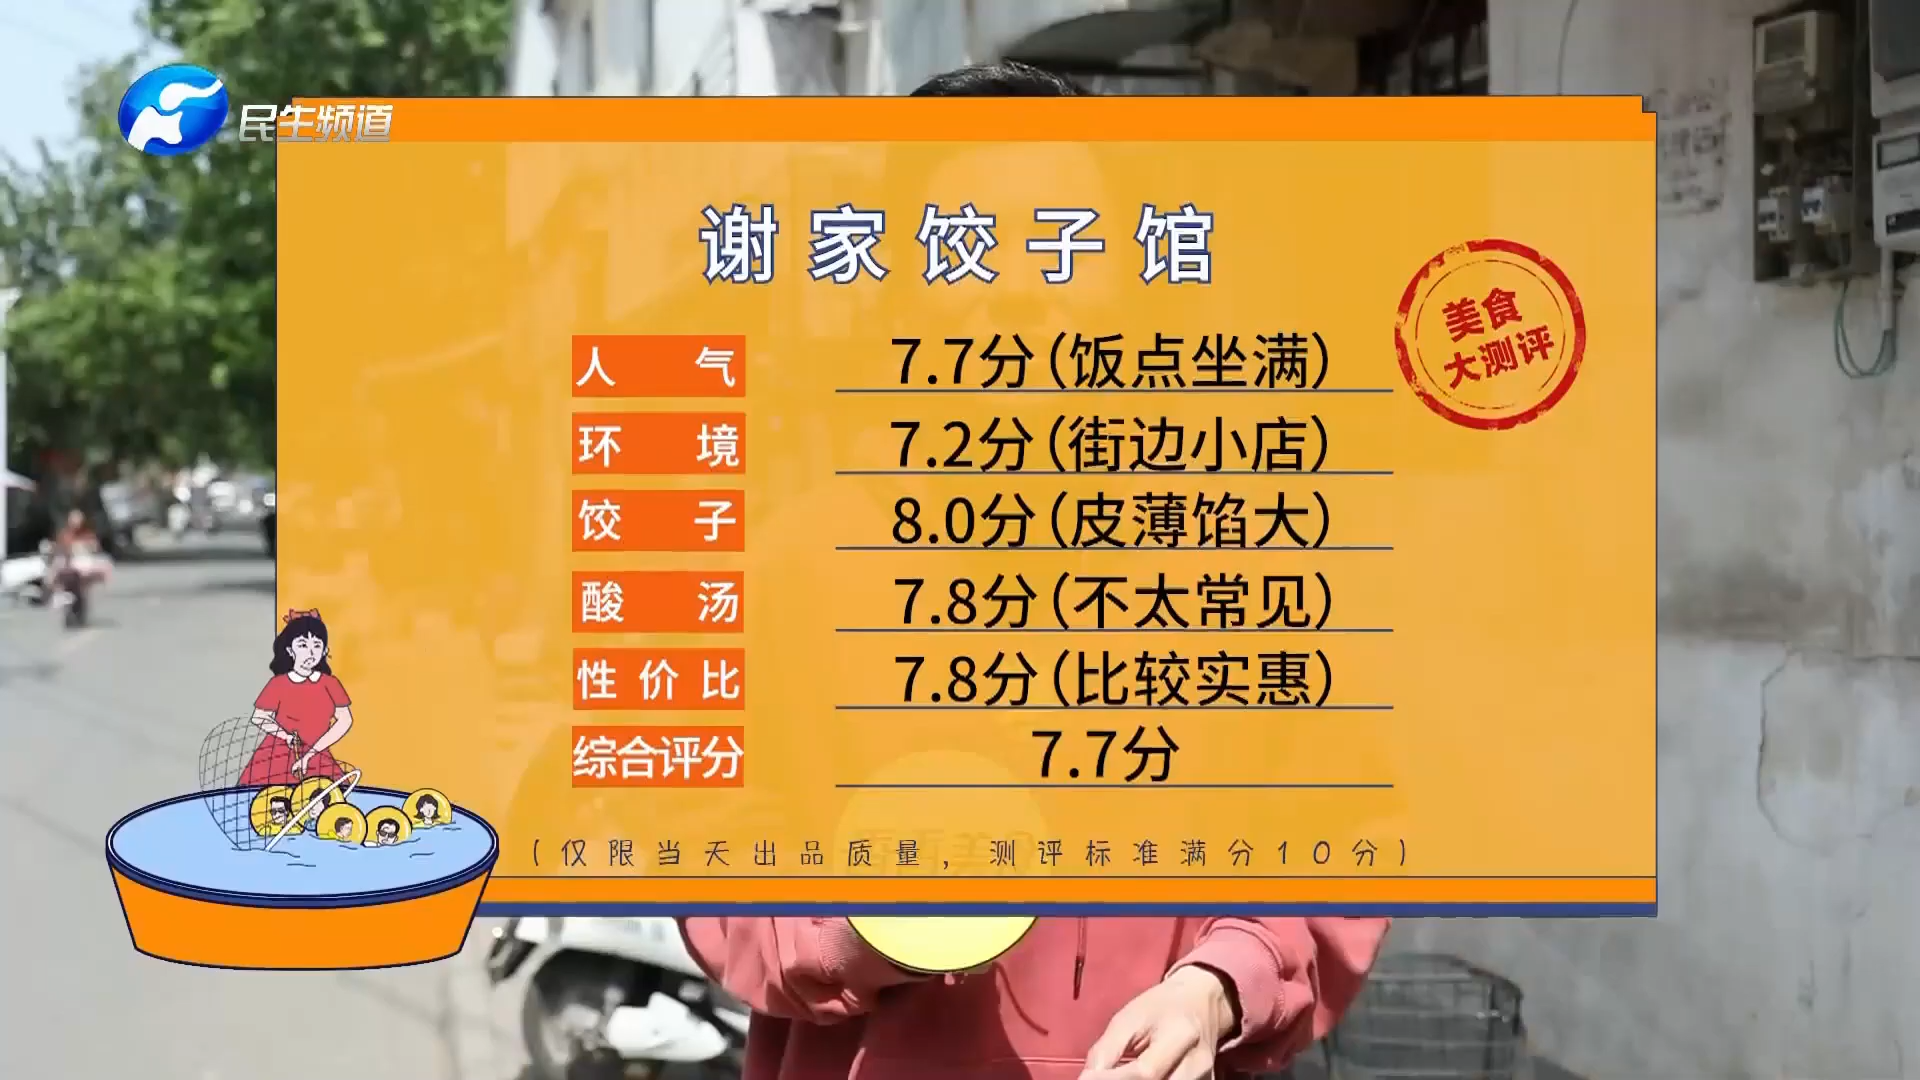 民生频道
谢家饺子馆
美食
大测评
人气 7.7分(饭点坐满)
环境 7.2分(街边小店)
饺子 8.0分(皮薄馅大)
酸汤 7.8分(不太常见)
性价比 7.8分(比较实惠)
综合评分 7.7分
(仅限当天出品质量,测评标准满分10分)